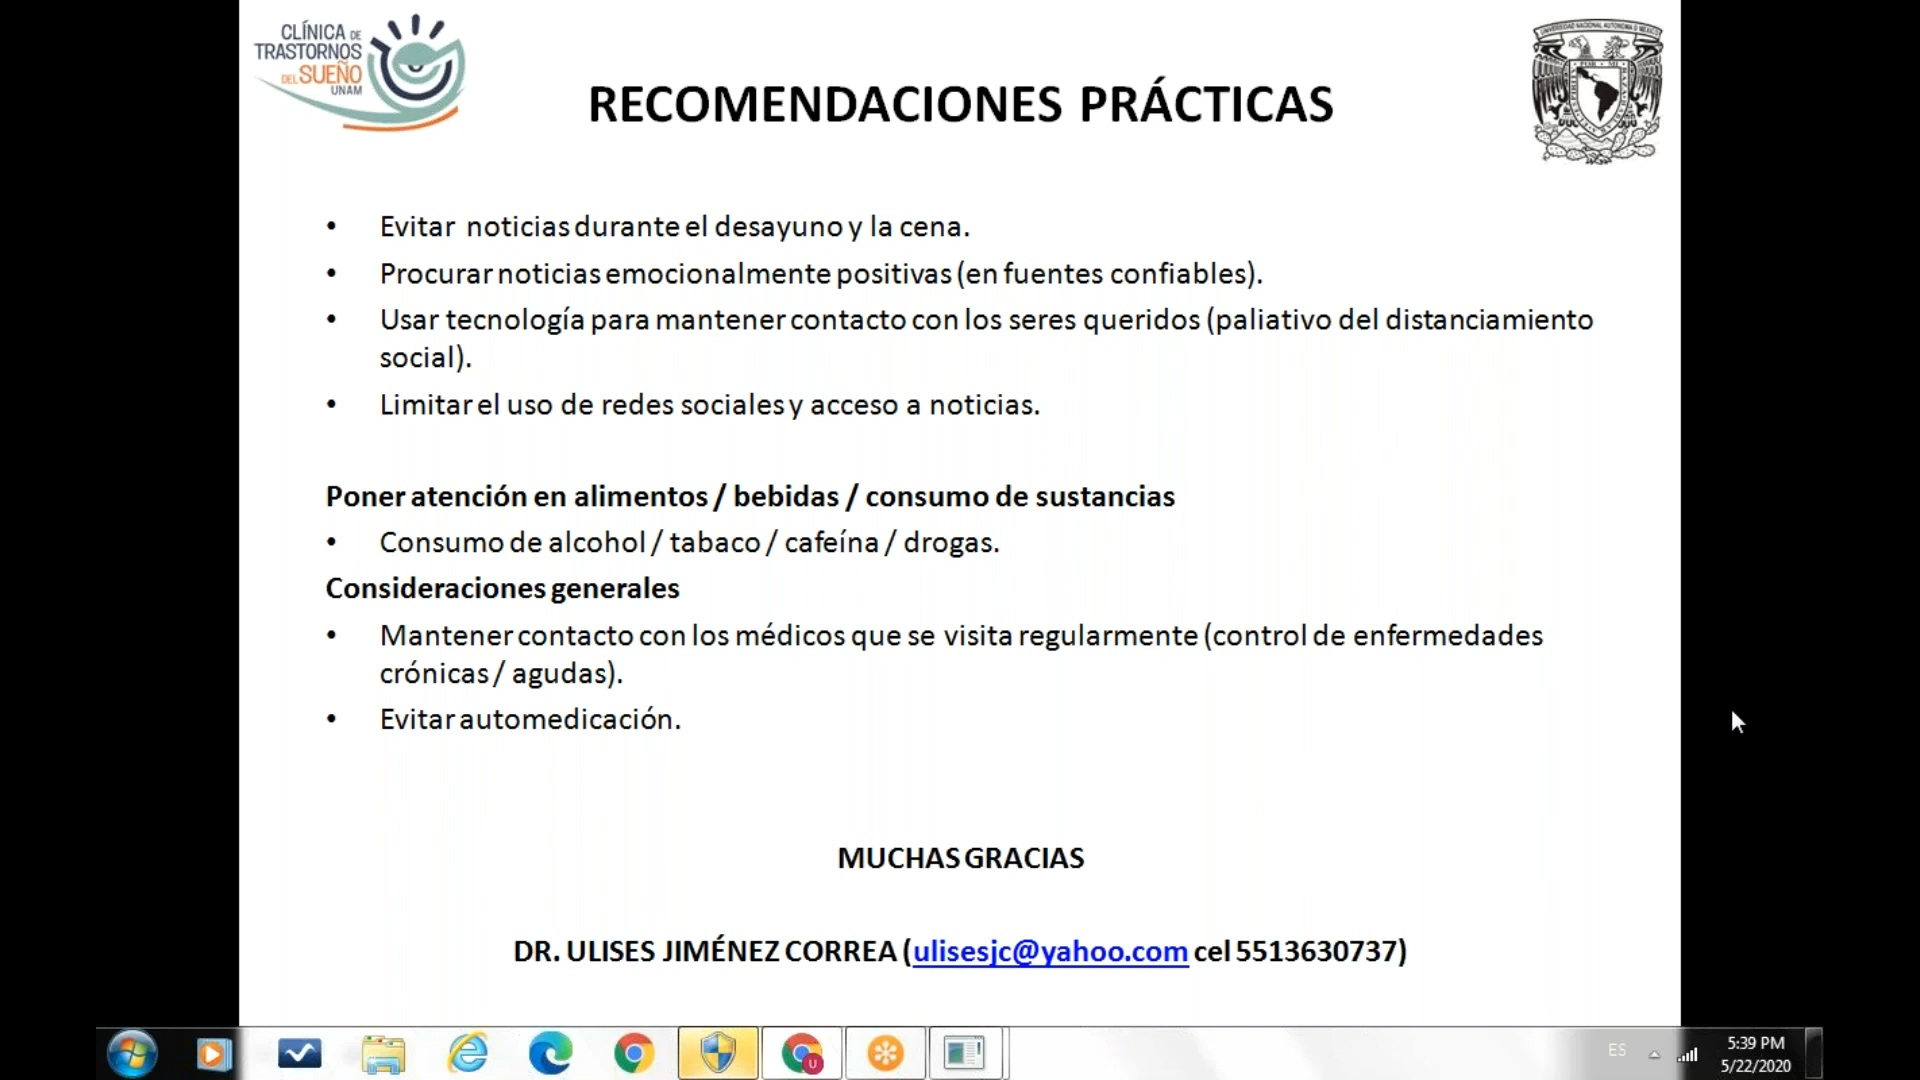 CLÍNICA DE
TRASTORNOS
DEL SUEÑO
UNAM
RECOMENDACIONES PRÁCTICAS
• Evitar noticias durante el desayuno y la cena.
• Procurar noticias emocionalmente positivas (en fuentes confiables).
• Usar tecnología para mantener contacto con los seres queridos (paliativo del distanciamiento
social).
• Limitar el uso de redes sociales y acceso a noticias.
Poner atención en alimentos / bebidas / consumo de sustancias
• Consumo de alcohol / tabaco / cafeína / drogas.
Consideraciones generales
• Mantener contacto con los médicos que se visita regularmente (control de enfermedades
crónicas / agudas).
• Evitar automedicación.
MUCHAS GRACIAS
DR. ULISES JIMÉNEZ CORREA (ulisesjc@yahoo.com cel 5513630737)
ES
5:39 PM
5/22/2020